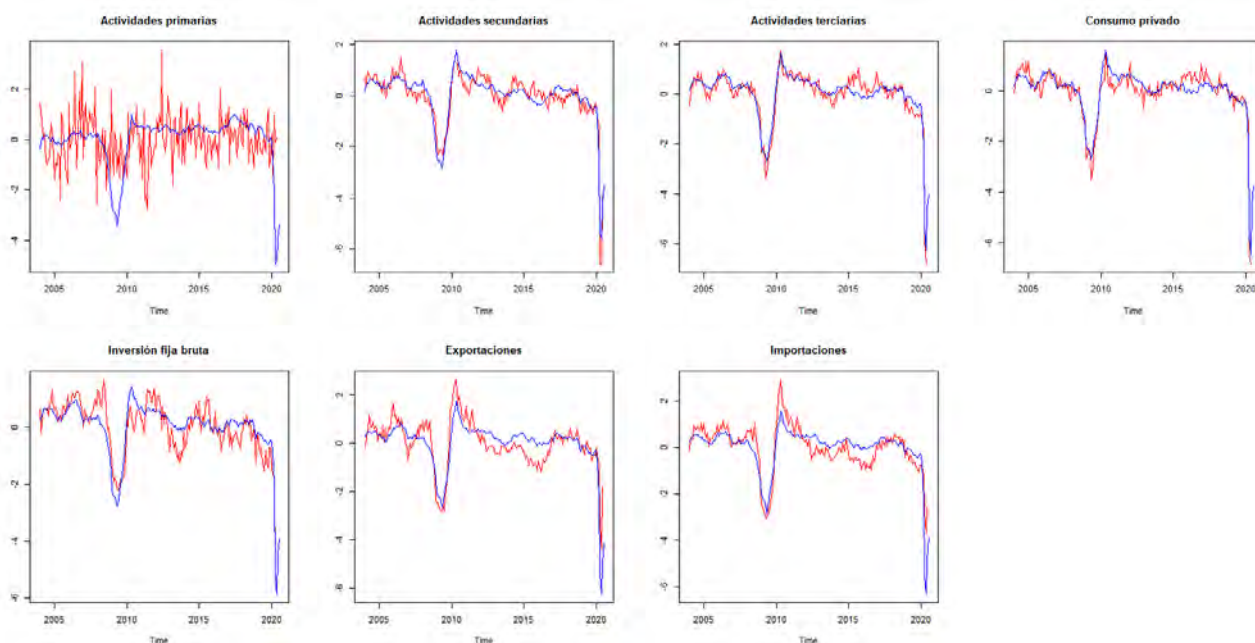 Actividades primarias
2
0
-2
-4
2005 2010 2015 2020
Time
Actividades secundarias
2
0
-2
-4
-6
2005 2010 2015 2020
Time
Actividades terciarias
2
0
-2
-4
-6
2005 2010 2015 2020
Time
Consumo privado
0
-2
-4
-6
2005 2010 2015 2020
Time
Inversión fija bruta
0
-2
-4
-6
2005 2010 2015 2020
Time
Exportaciones
2
0
-2
-4
-6
2005 2010 2015 2020
Time
Importaciones
2
0
-2
-4
-6
2005 2010 2015 2020
Time